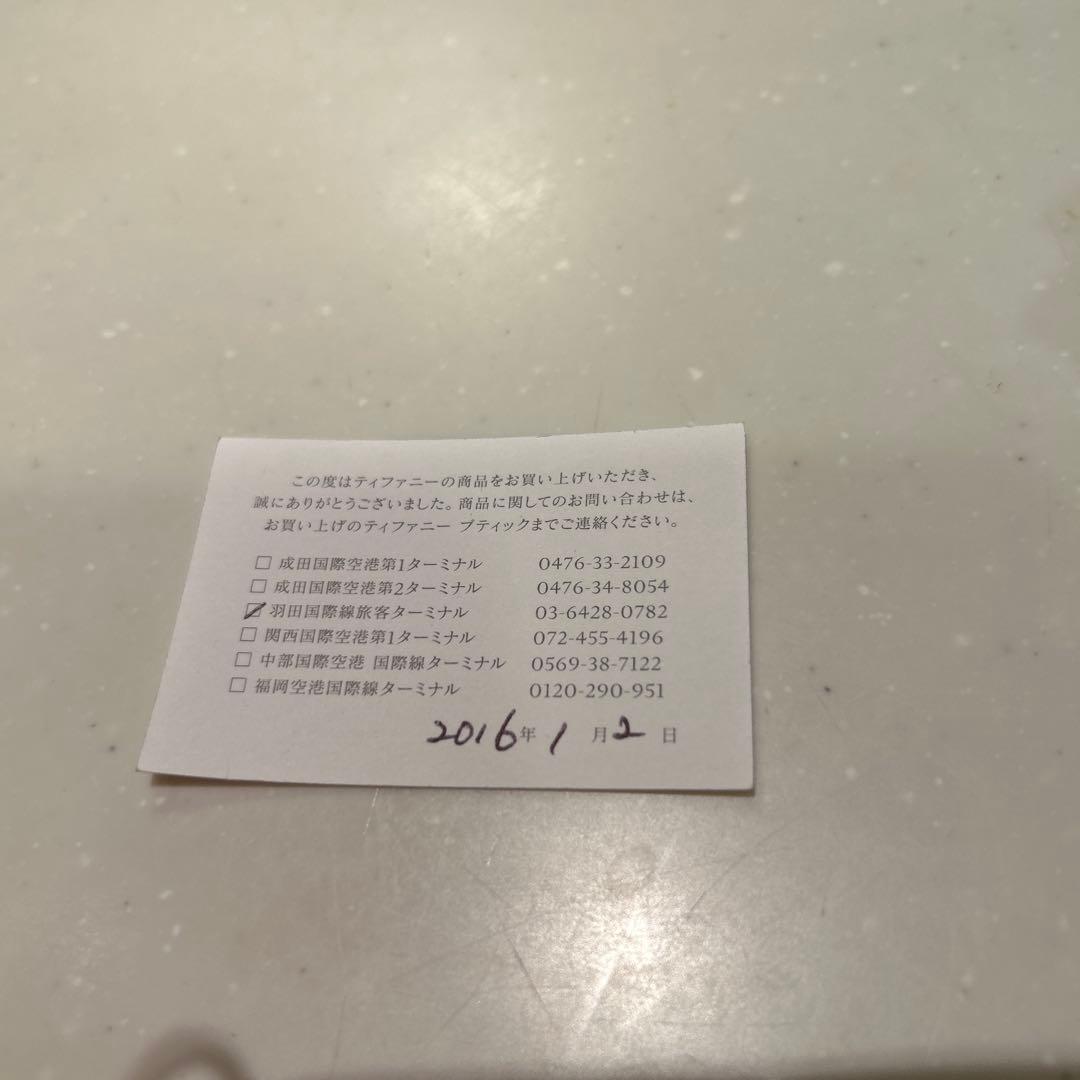 この度はティファニーの商品をお買い上げいただき、
誠にありがとうございました。商品に関してのお問い合わせは、
お買い上げのティファニー ブティックまでご連絡ください。
□ 成田国際空港第1ターミナル 0476-33-2109
□ 成田国際空港第2ターミナル 0476-34-8054
☑ 羽田国際線旅客ターミナル 03-6428-0782
□ 関西国際空港第1ターミナル 072-455-4196
□ 中部国際空港 国際線ターミナル 0569-38-7122
□ 福岡空港国際線ターミナル 0120-290-951
2016年 1 月 2 日